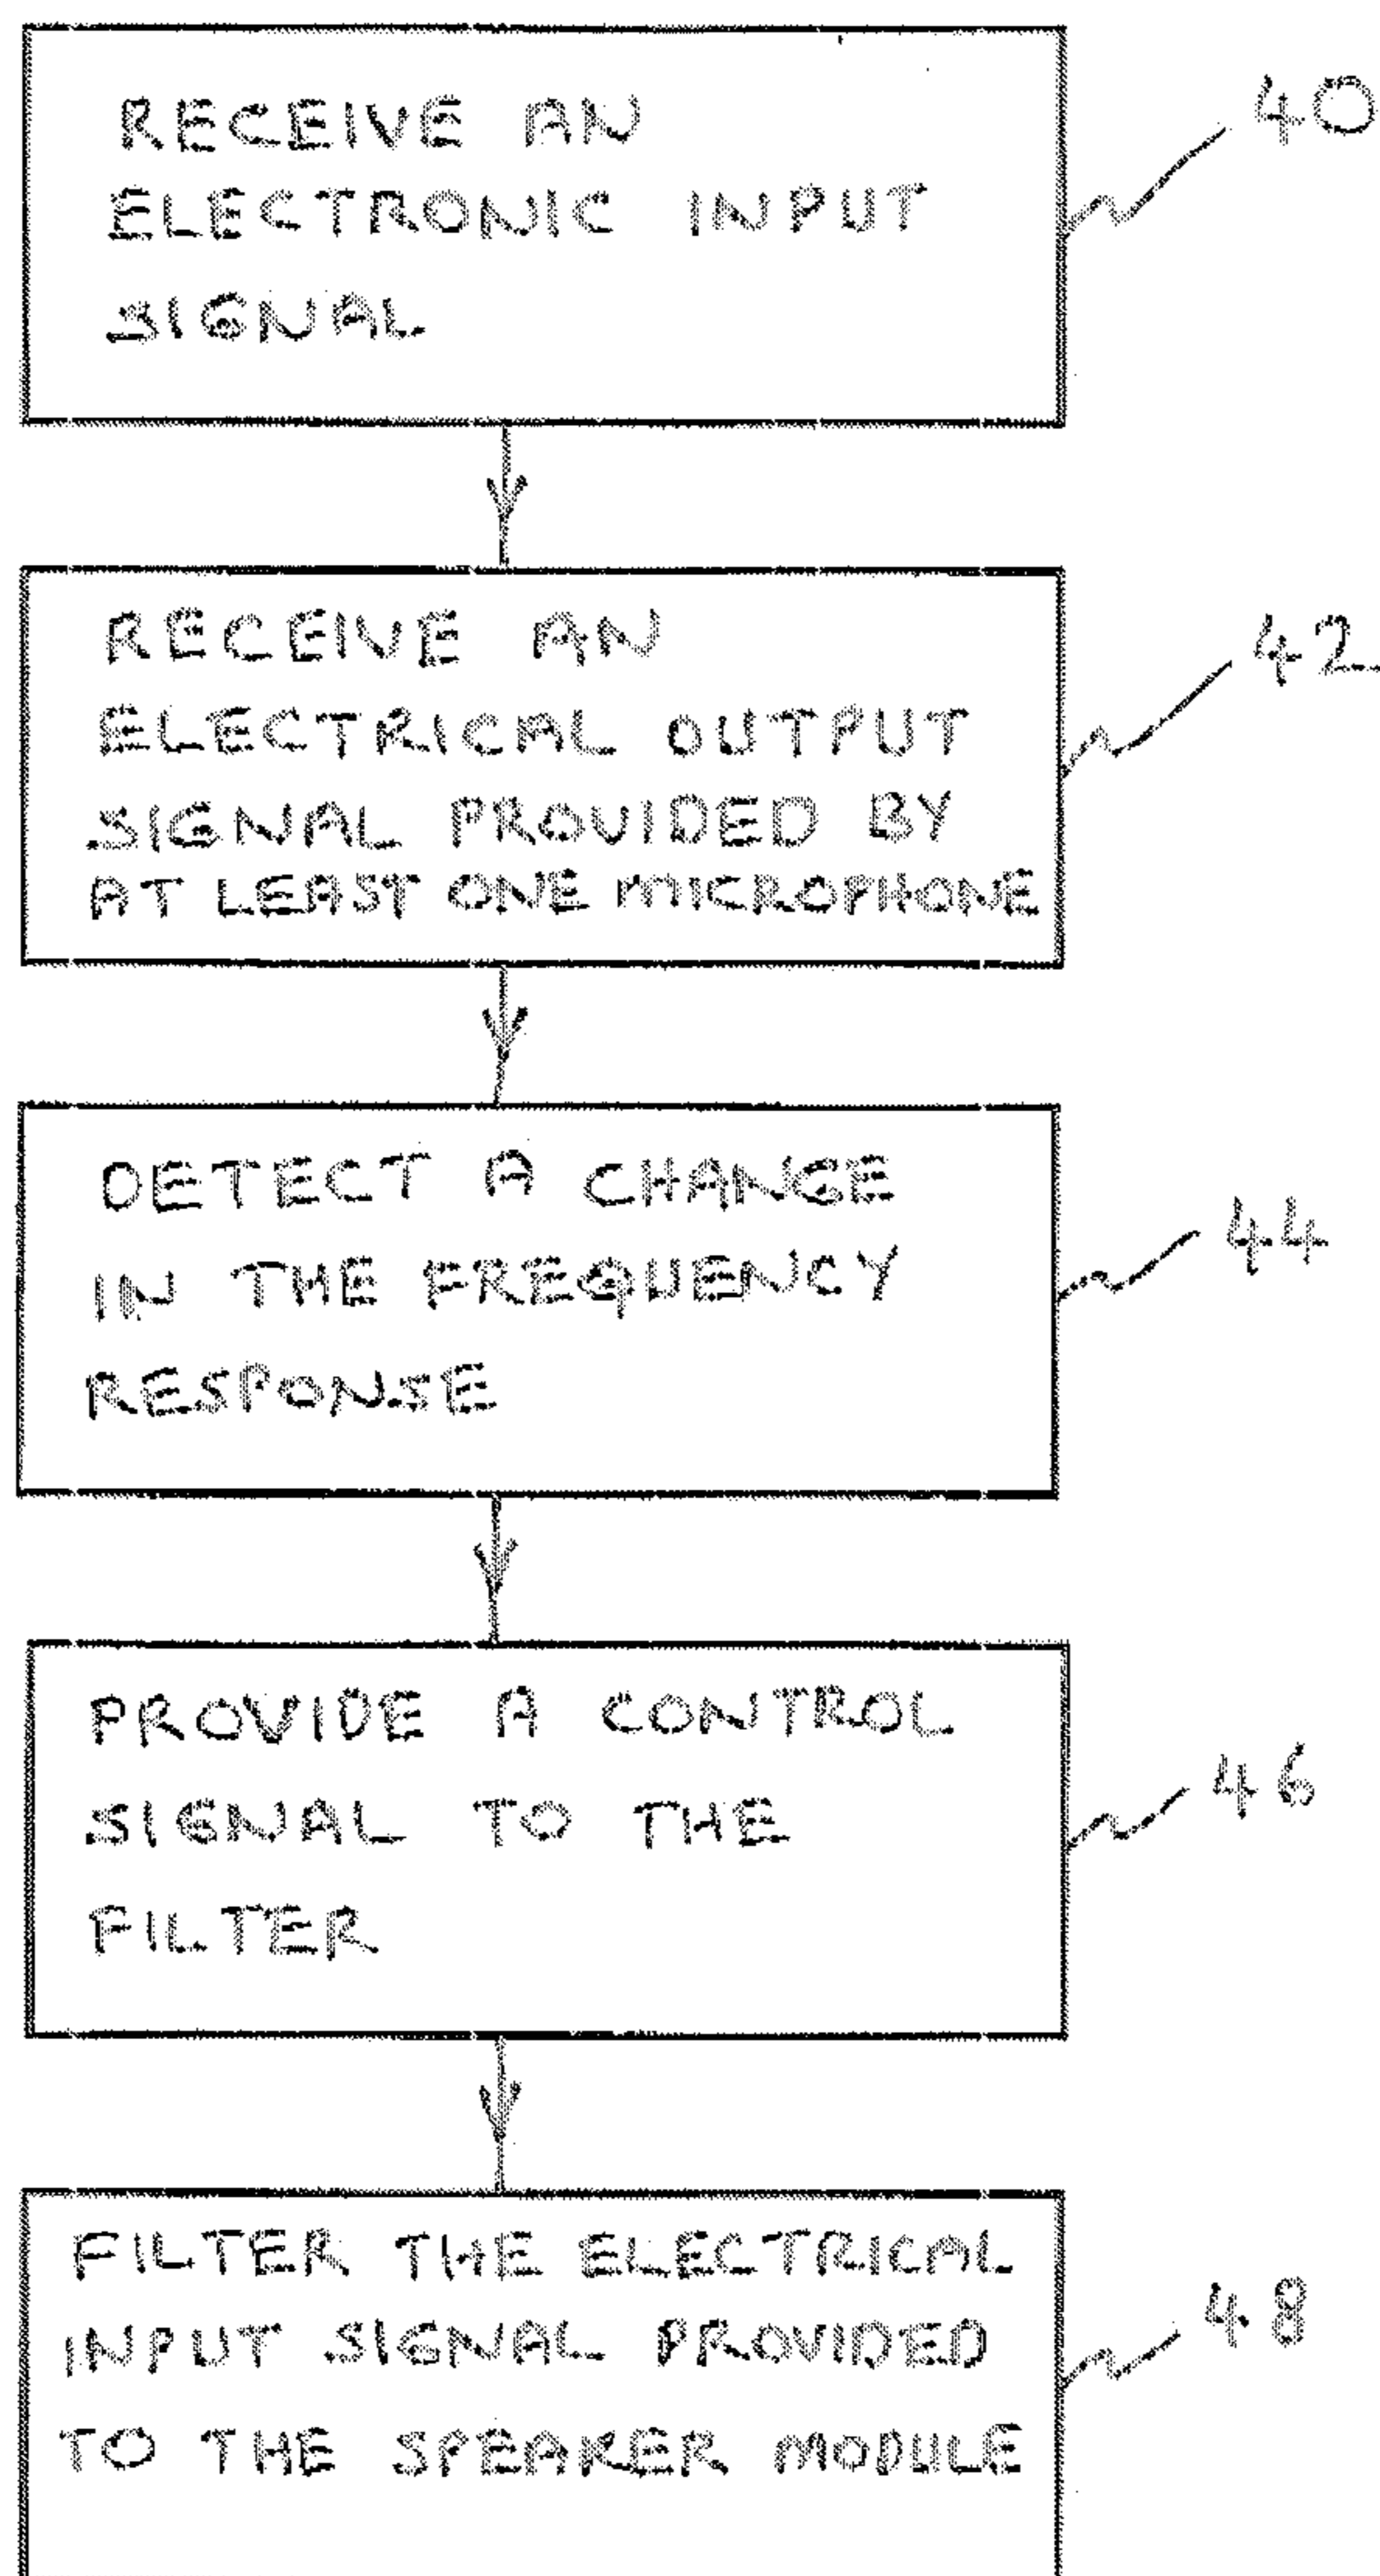 RECEIVE AN
ELECTRONIC INPUT
SIGNAL
40
RECEIVE AN
ELECTRICAL OUTPUT
SIGNAL PROVIDED BY
AT LEAST ONE MICROPHONE
42
DETECT A CHANGE
IN THE FREQUENCY
RESPONSE
44
PROVIDE A CONTROL
SIGNAL TO THE
FILTER
46
FILTER THE ELECTRICAL
INPUT SIGNAL PROVIDED
TO THE SPEAKER MODULE
48